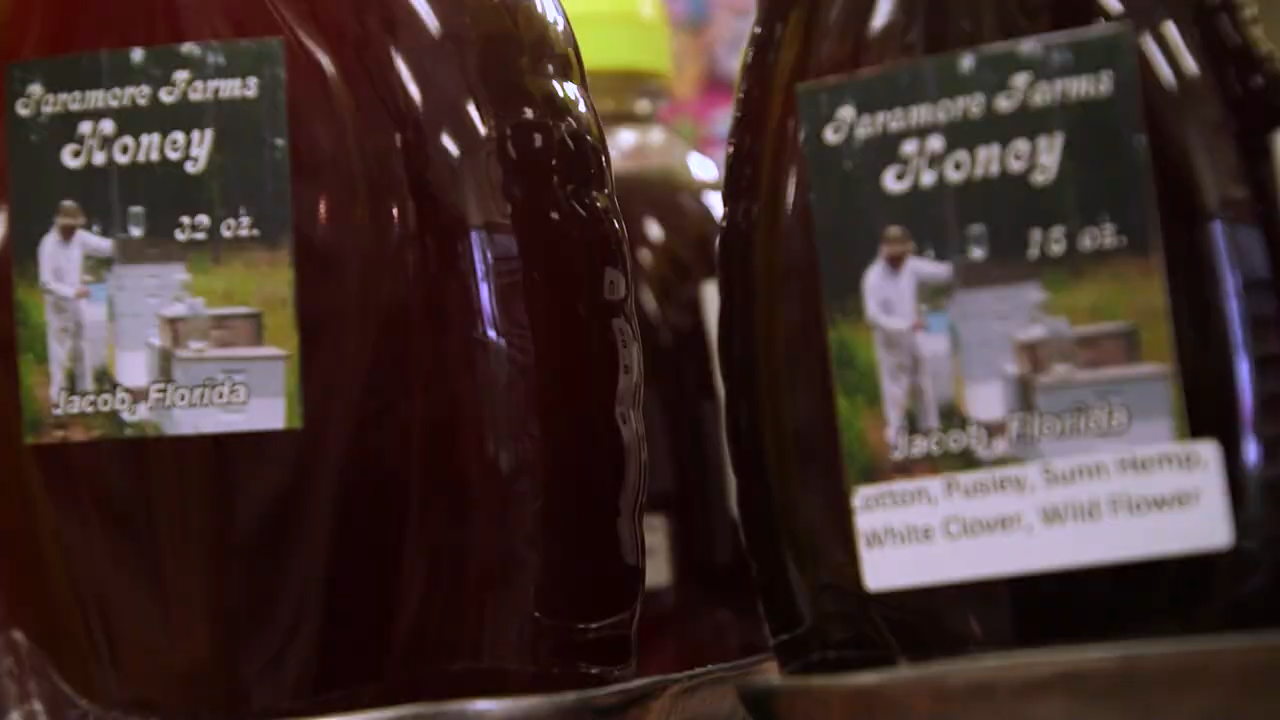 Paramore Farms
Honey
32 oz.
Jacob, Florida
Paramore Farms
Honey
16 oz.
Jacob, Florida
Cotton, Pusley, Sunn Hemp,
White Clover, Wild Flower